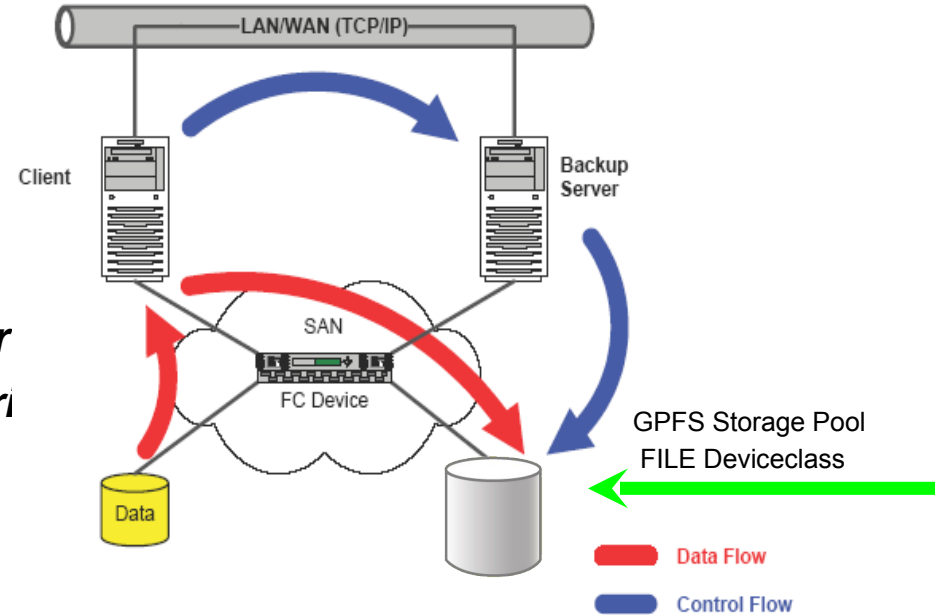 LAN/WAN (TCP/IP)
Client
Backup
Server
SAN
FC Device
GPFS Storage Pool
FILE Deviceclass
Data
Data Flow
Control Flow